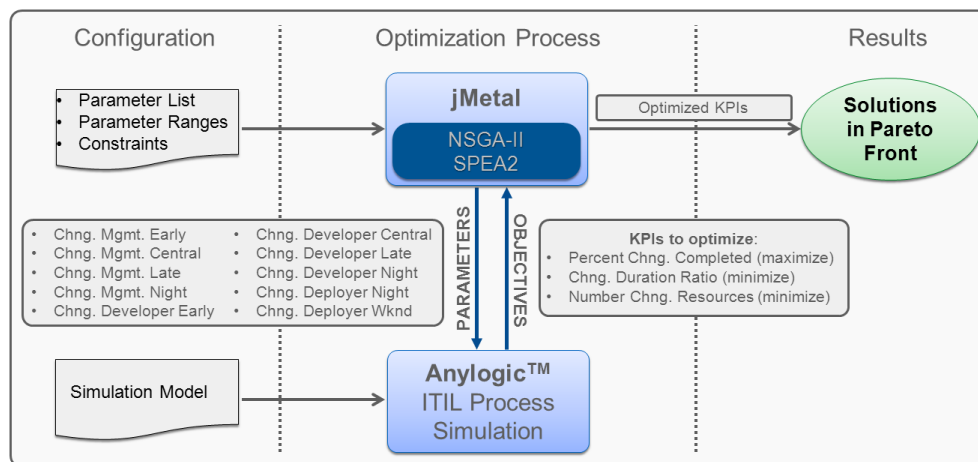 Configuration
Optimization Process
Results
• Parameter List
• Parameter Ranges
• Constraints
jMetal
NSGA-II
SPEA2
Optimized KPIs
Solutions
in Pareto
Front
• Chng. Mgmt. Early
• Chng. Mgmt. Central
• Chng. Mgmt. Late
• Chng. Mgmt. Night
• Chng. Developer Early
• Chng. Developer Central
• Chng. Developer Late
• Chng. Developer Night
• Chng. Deployer Night
• Chng. Deployer Wknd
PARAMETERS
OBJECTIVES
KPIs to optimize:
• Percent Chng. Completed (maximize)
• Chng. Duration Ratio (minimize)
• Number Chng. Resources (minimize)
Simulation Model
Anylogic™
ITIL Process
Simulation